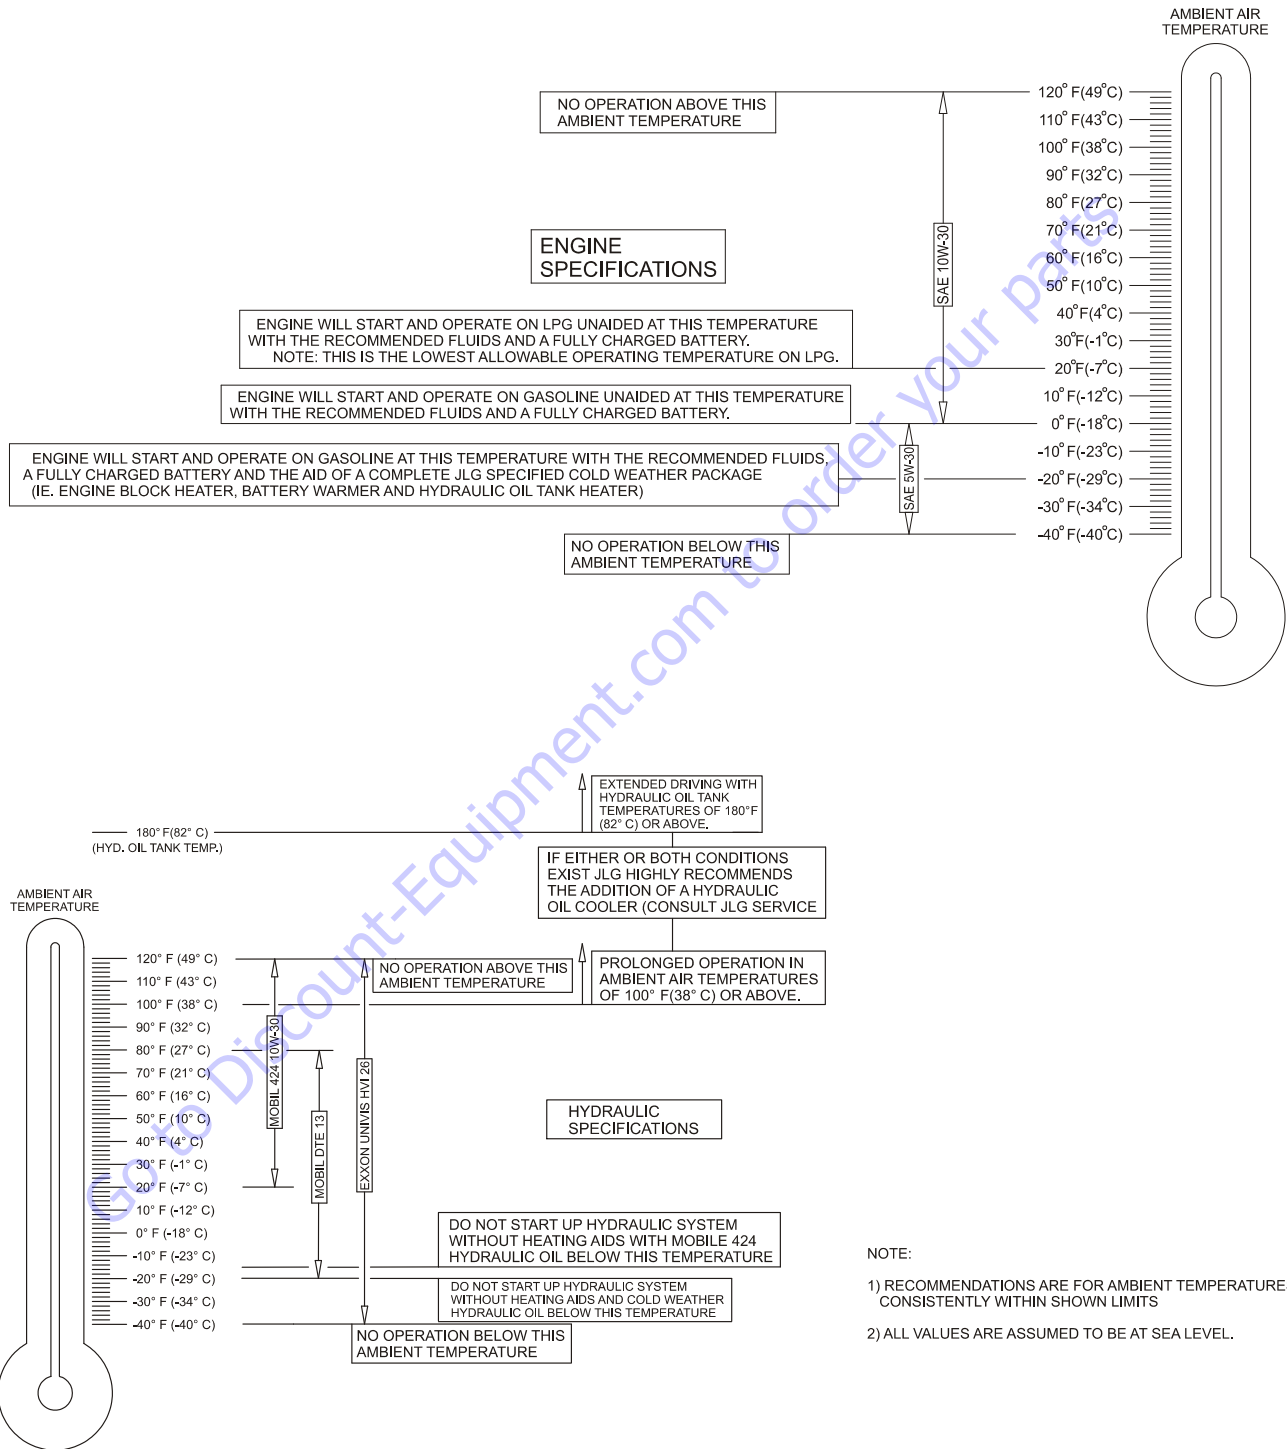 AMBIENT AIR
TEMPERATURE
120° F(49°C)
110° F(43°C)
100° F(38°C)
90° F(32°C)
80° F(27°C)
70° F(21°C)
60° F(16°C)
50° F(10°C)
40° F(4°C)
30°F(-1°C)
20°F(-7°C)
10° F(-12°C)
0° F(-18°C)
-10° F(-23°C)
-20° F(-29°C)
-30° F(-34°C)
-40° F(-40°C)
NO OPERATION ABOVE THIS
AMBIENT TEMPERATURE
SAE 10W-30
ENGINE
SPECIFICATIONS
ENGINE WILL START AND OPERATE ON LPG UNAIDED AT THIS TEMPERATURE
WITH THE RECOMMENDED FLUIDS AND A FULLY CHARGED BATTERY.
NOTE: THIS IS THE LOWEST ALLOWABLE OPERATING TEMPERATURE ON LPG.
ENGINE WILL START AND OPERATE ON GASOLINE UNAIDED AT THIS TEMPERATURE
WITH THE RECOMMENDED FLUIDS AND A FULLY CHARGED BATTERY.
ENGINE WILL START AND OPERATE ON GASOLINE AT THIS TEMPERATURE WITH THE RECOMMENDED FLUIDS,
A FULLY CHARGED BATTERY AND THE AID OF A COMPLETE JLG SPECIFIED COLD WEATHER PACKAGE
(IE. ENGINE BLOCK HEATER, BATTERY WARMER AND HYDRAULIC OIL TANK HEATER)
SAE 5W-30
NO OPERATION BELOW THIS
AMBIENT TEMPERATURE
Go to Discount-Equipment.com to order your parts
EXTENDED DRIVING WITH
HYDRAULIC OIL TANK
TEMPERATURES OF 180°F
(82° C) OR ABOVE.
180° F(82° C)
(HYD. OIL TANK TEMP.)
IF EITHER OR BOTH CONDITIONS
EXIST JLG HIGHLY RECOMMENDS
THE ADDITION OF A HYDRAULIC
OIL COOLER (CONSULT JLG SERVICE
AMBIENT AIR
TEMPERATURE
120° F (49° C)
110° F (43° C)
100° F (38° C)
90° F (32° C)
80° F (27° C)
70° F (21° C)
60° F (16° C)
50° F (10° C)
40° F (4° C)
30° F (-1° C)
20° F (-7° C)
10° F (-12° C)
0° F (-18° C)
-10° F (-23° C)
-20° F (-29° C)
-30° F (-34° C)
-40° F (-40° C)
NO OPERATION ABOVE THIS
AMBIENT TEMPERATURE
PROLONGED OPERATION IN
AMBIENT AIR TEMPERATURES
OF 100° F(38° C) OR ABOVE.
MOBIL 424 10W-30
MOBIL DTE 13
EXXON UNIVIS HVI 26
HYDRAULIC
SPECIFICATIONS
DO NOT START UP HYDRAULIC SYSTEM
WITHOUT HEATING AIDS WITH MOBILE 424
HYDRAULIC OIL BELOW THIS TEMPERATURE
DO NOT START UP HYDRAULIC SYSTEM
WITHOUT HEATING AIDS AND COLD WEATHER
HYDRAULIC OIL BELOW THIS TEMPERATURE
NO OPERATION BELOW THIS
AMBIENT TEMPERATURE
NOTE:
1) RECOMMENDATIONS ARE FOR AMBIENT TEMPERATURE
CONSISTENTLY WITHIN SHOWN LIMITS
2) ALL VALUES ARE ASSUMED TO BE AT SEA LEVEL.